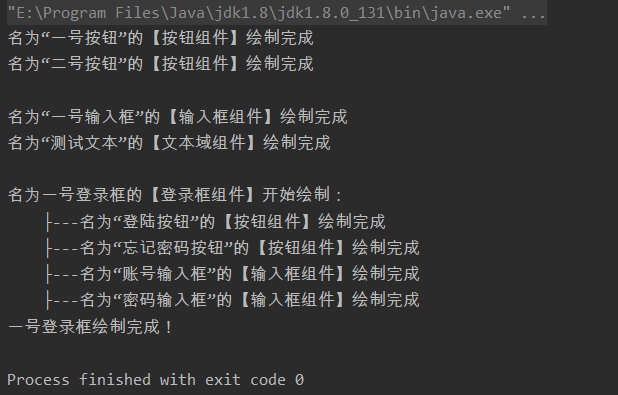 "E:\Program Files\Java\jdk1.8\jdk1.8.0_131\bin\java.exe" ...
名为“一号按钮”的【按钮组件】绘制完成
名为“二号按钮”的【按钮组件】绘制完成
名为“一号输入框”的【输入框组件】绘制完成
名为“测试文本”的【文本域组件】绘制完成
名为一号登录框的【登录框组件】开始绘制：
├---名为“登陆按钮”的【按钮组件】绘制完成
├---名为“忘记密码按钮”的【按钮组件】绘制完成
├---名为“账号输入框”的【输入框组件】绘制完成
├---名为“密码输入框”的【输入框组件】绘制完成
一号登录框绘制完成！
Process finished with exit code 0